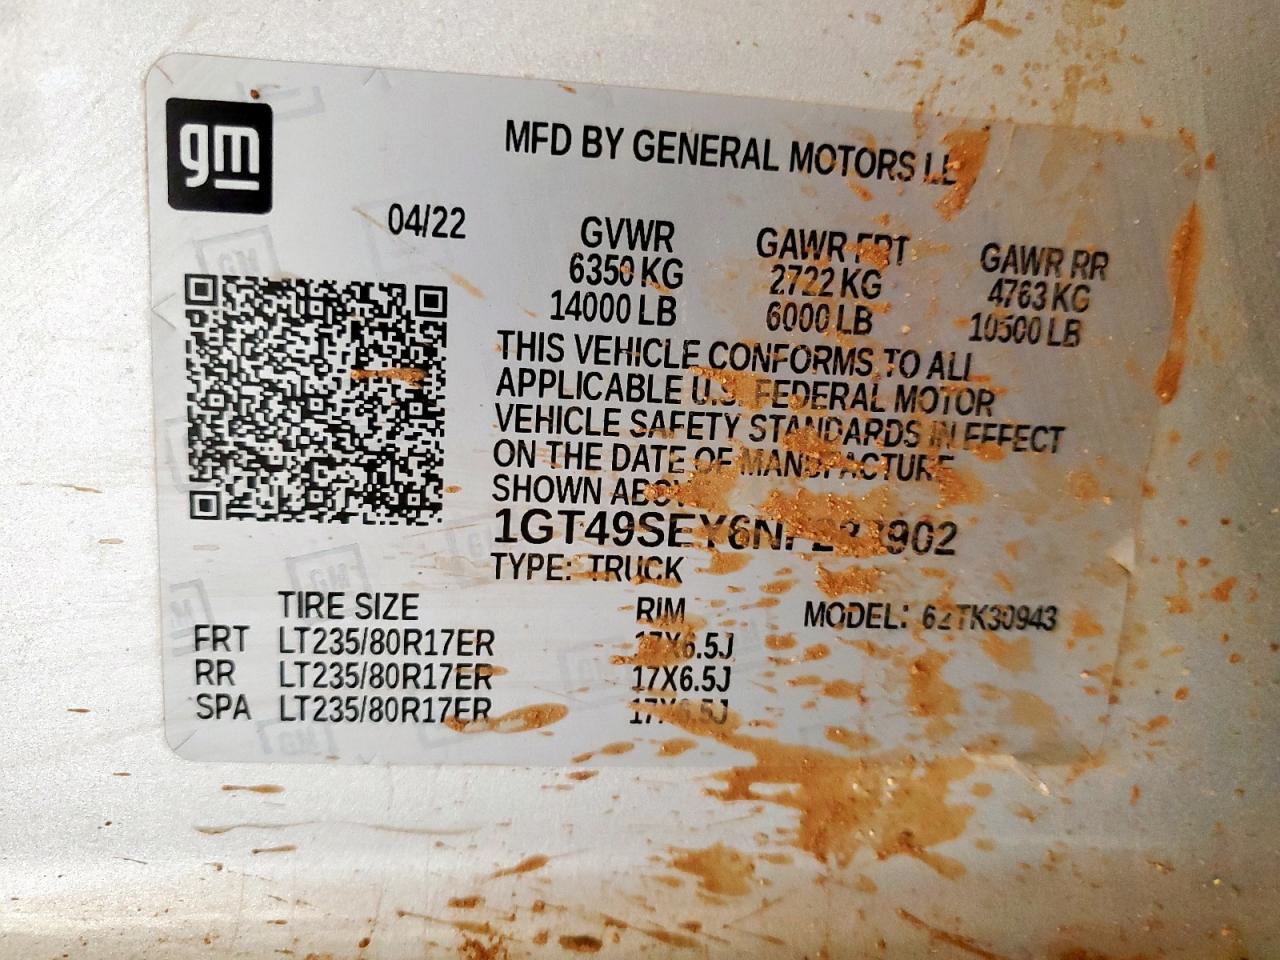 gm
MFD BY GENERAL MOTORS
04/22
GVWR GAWR FRT GAWR RR
6350 KG 2722 KG 4763 KG
14000 LB 6000 LB 10500 LB
THIS VEHICLE CONFORMS TO ALL
APPLICABLE U.S. FEDERAL MOTOR
VEHICLE SAFETY STANDARDS IN EFFECT
ON THE DATE OF MANUFACTURE
SHOWN ABOVE
TYPE: TRUCK
TIRE SIZE RIM MODEL:
FRT LT235/80R17ER 17X6.5J
RR LT235/80R17ER 17X6.5J
SPA LT235/80R17ER 17X6.5J